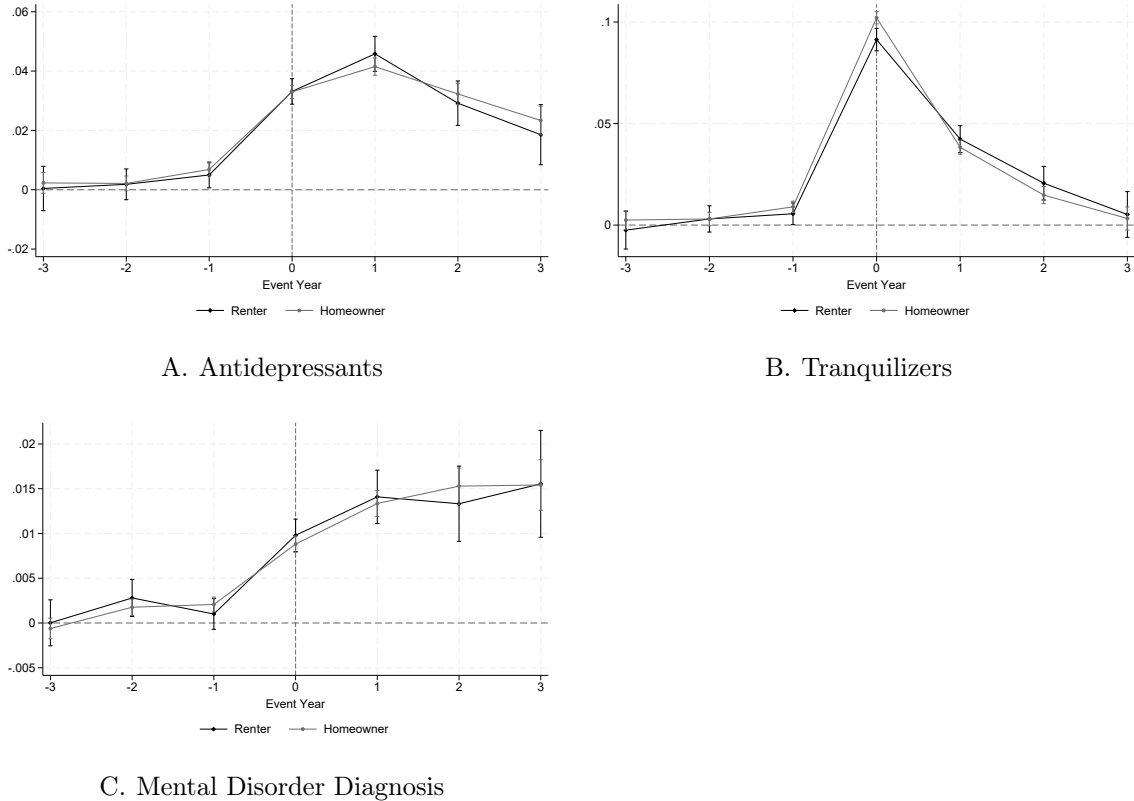 .06
.04
.02
0
-.02
-3 -2 -1 0 1 2 3
Event Year
Renter Homeowner
A. Antidepressants
.1
.05
0
-3 -2 -1 0 1 2 3
Event Year
Renter Homeowner
B. Tranquilizers
.02
.015
.01
.005
0
-.005
-3 -2 -1 0 1 2 3
Event Year
Renter Homeowner
C. Mental Disorder Diagnosis